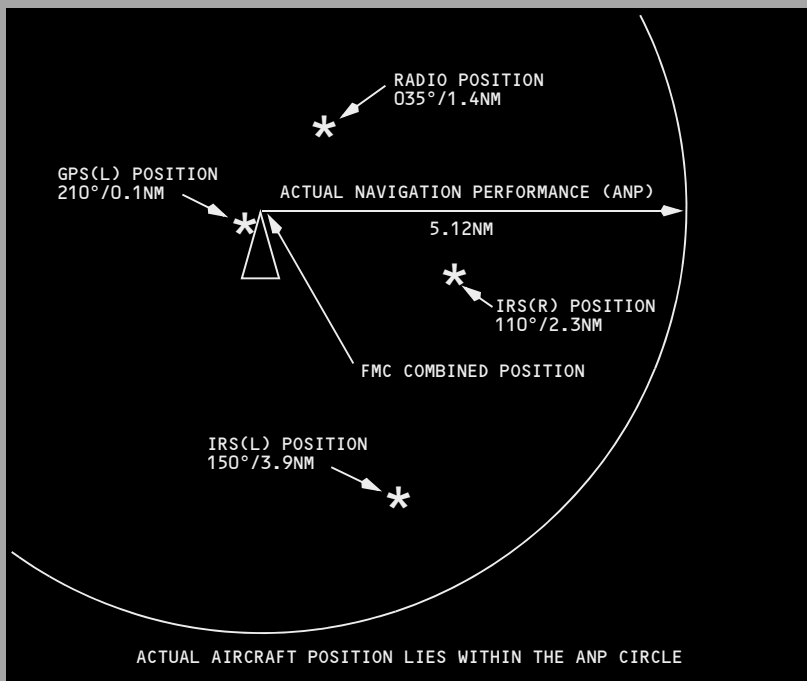 RADIO POSITION
035°/1.4NM
GPS(L) POSITION
210°/0.1NM
ACTUAL NAVIGATION PERFORMANCE (ANP)
5.12NM
IRS(R) POSITION
110°/2.3NM
FMC COMBINED POSITION
IRS(L) POSITION
150°/3.9NM
ACTUAL AIRCRAFT POSITION LIES WITHIN THE ANP CIRCLE